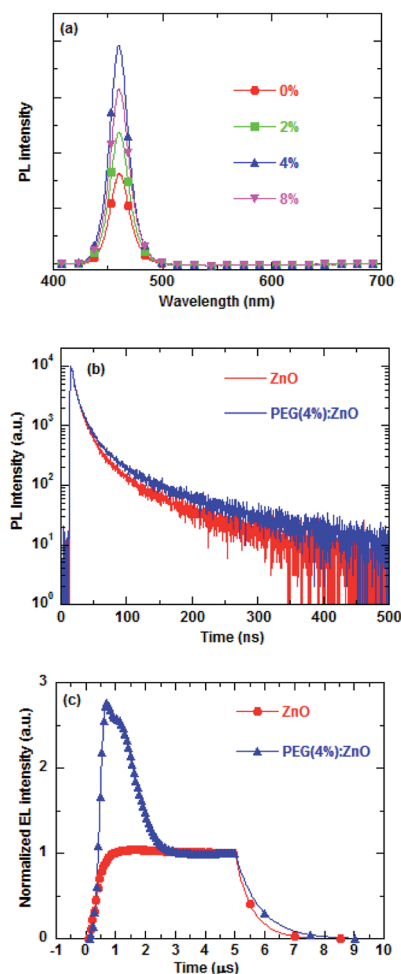 (a)
0%
2%
4%
8%
PL intensity
400 500 600 700
Wavelength (nm)
(b)
ZnO
PEG(4%):ZnO
10⁴
10³
10²
10¹
10⁰
PL Intensity (a.u.)
0 100 200 300 400 500
Time (ns)
(c)
ZnO
PEG(4%):ZnO
3
2
1
0
Normalized EL intensity (a.u.)
-1 0 1 2 3 4 5 6 7 8 9 10
Time (μs)